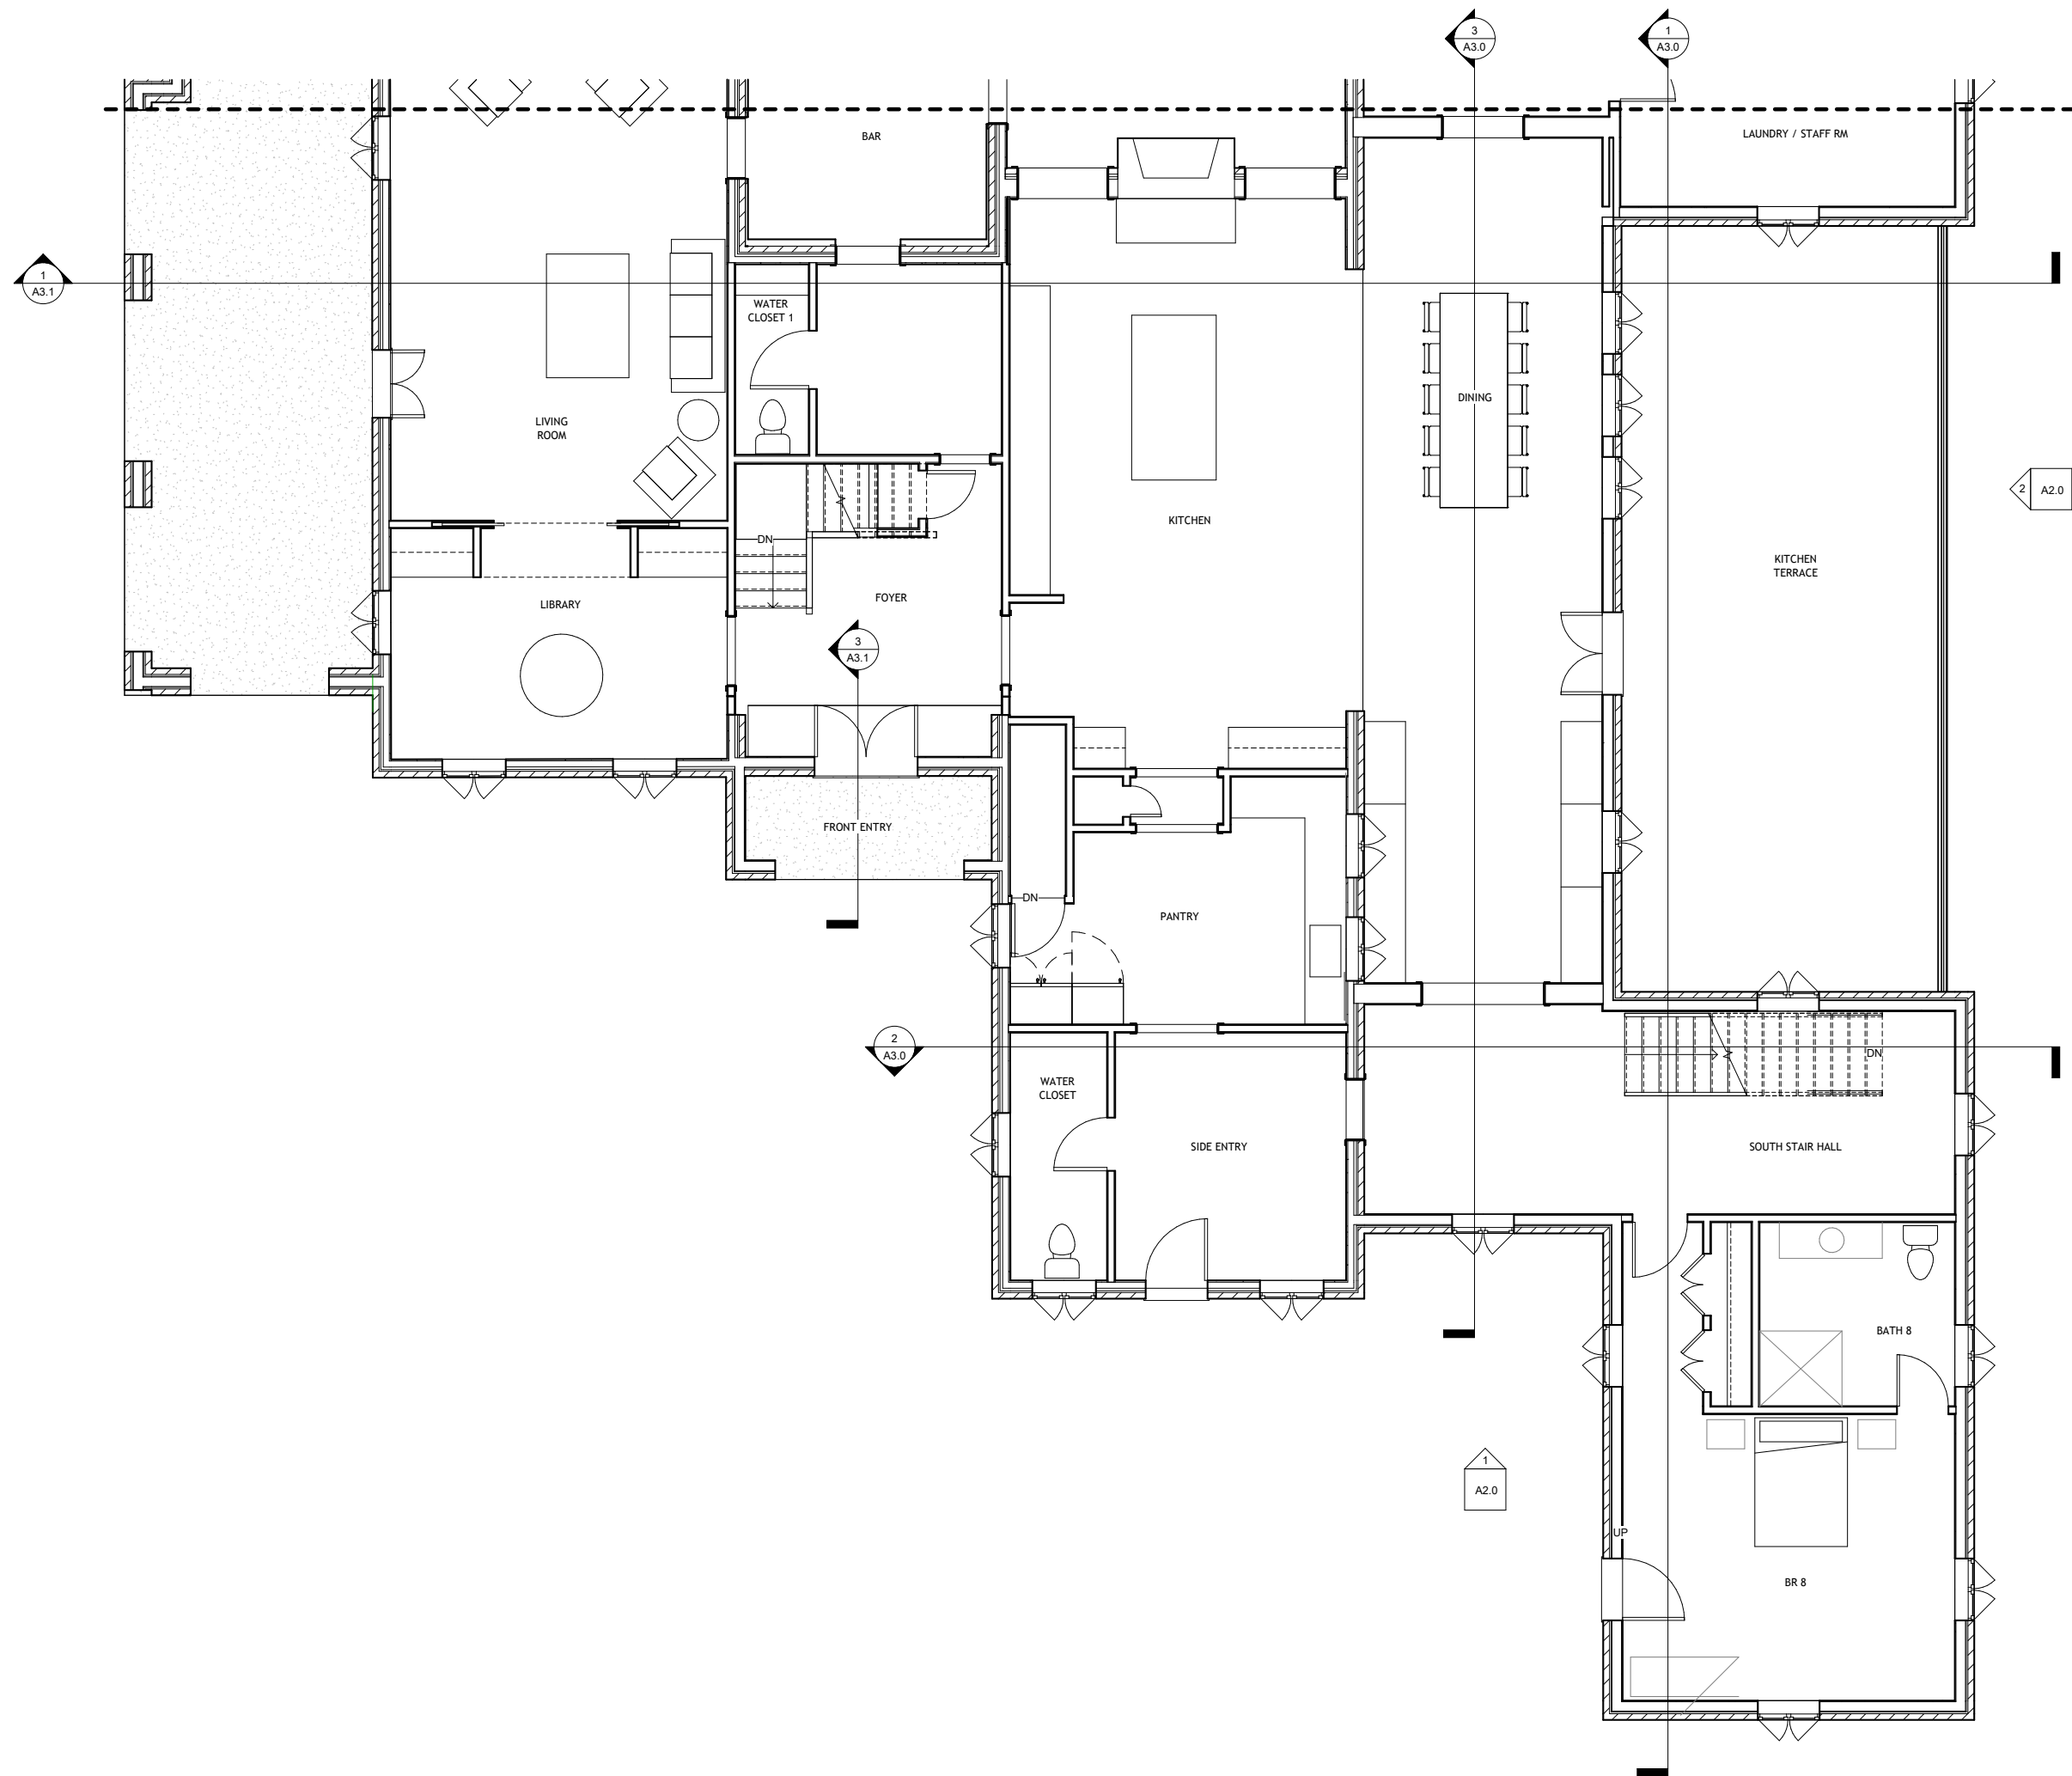 3
A3.0
1
A3.0
BAR
LAUNDRY / STAFF RM
1
A3.1
WATER
CLOSET 1
DINING
LIVING
ROOM
2
A2.0
KITCHEN
DN
KITCHEN
TERRACE
FOYER
LIBRARY
3
A3.1
FRONT ENTRY
DN
PANTRY
2
A3.0
DN
WATER
CLOSET
SIDE ENTRY
SOUTH STAIR HALL
BATH 8
1
A2.0
UP
BR 8